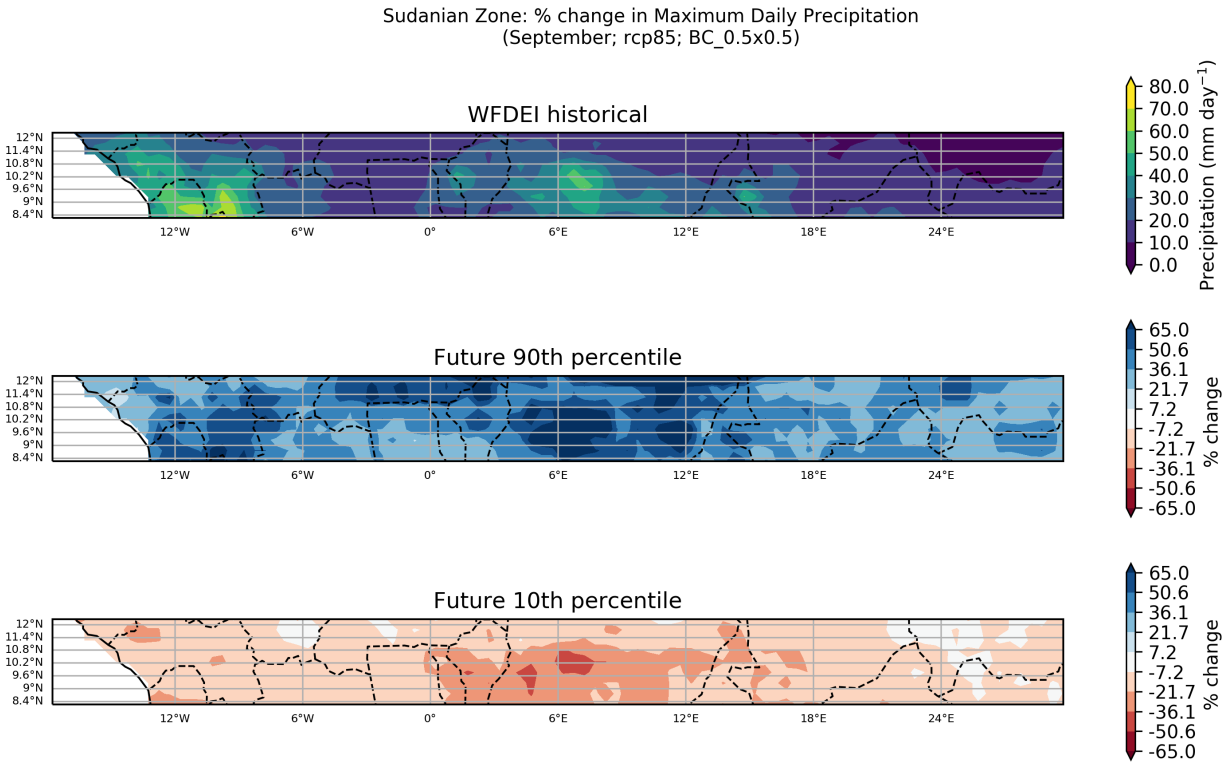 Sudanian Zone: % change in Maximum Daily Precipitation
(September; rcp85; BC_0.5x0.5)
WFDEI historical
12°N
11.4°N
10.8°N
10.2°N
9.6°N
9°N
8.4°N
12°W
6°W
0°
6°E
12°E
18°E
24°E
80.0
70.0
60.0
50.0
40.0
30.0
20.0
10.0
0.0
Precipitation (mm day⁻¹)
Future 90th percentile
12°N
11.4°N
10.8°N
10.2°N
9.6°N
9°N
8.4°N
12°W
6°W
0°
6°E
12°E
18°E
24°E
65.0
50.6
36.1
21.7
7.2
-7.2
-21.7
-36.1
-50.6
-65.0
% change
Future 10th percentile
12°N
11.4°N
10.8°N
10.2°N
9.6°N
9°N
8.4°N
12°W
6°W
0°
6°E
12°E
18°E
24°E
65.0
50.6
36.1
21.7
7.2
-7.2
-21.7
-36.1
-50.6
-65.0
% change